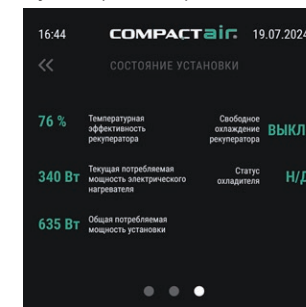 16:44 COMPACTair. 19.07.2024
« СОСТОЯНИЕ УСТАНОВКИ
76 % Температурная эффективность рекуператора
Свободное охлаждение рекуператора ВЫКЛ
340 Вт Текущая потребляемая мощность электрического нагревателя
Статус охладителя Н/Д
635 Вт Общая потребляемая мощность установки